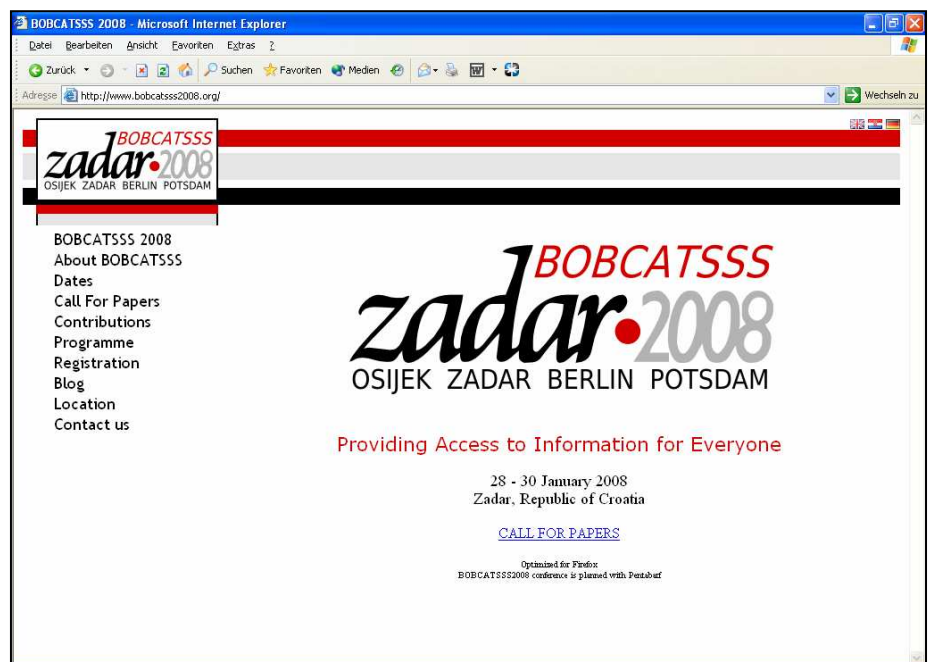 BOBCATSSS 2008 - Microsoft Internet Explorer
Datei Bearbeiten Ansicht Favoriten Extras ?
Zurück Suchen Favoriten Medien
Adresse http://www.bobcatsss2008.org/ Wechseln zu
BOBCATSSS
zadar•2008
OSIJEK ZADAR BERLIN POTSDAM
BOBCATSSS 2008
About BOBCATSSS
Dates
Call For Papers
Contributions
Programme
Registration
Blog
Location
Contact us
BOBCATSSS
zadar•2008
OSIJEK ZADAR BERLIN POTSDAM
Providing Access to Information for Everyone
28 - 30 January 2008
Zadar, Republic of Croatia
CALL FOR PAPERS
Optimized for Firefox
BOBCATSSS2008 conference is planned with Pentabarf